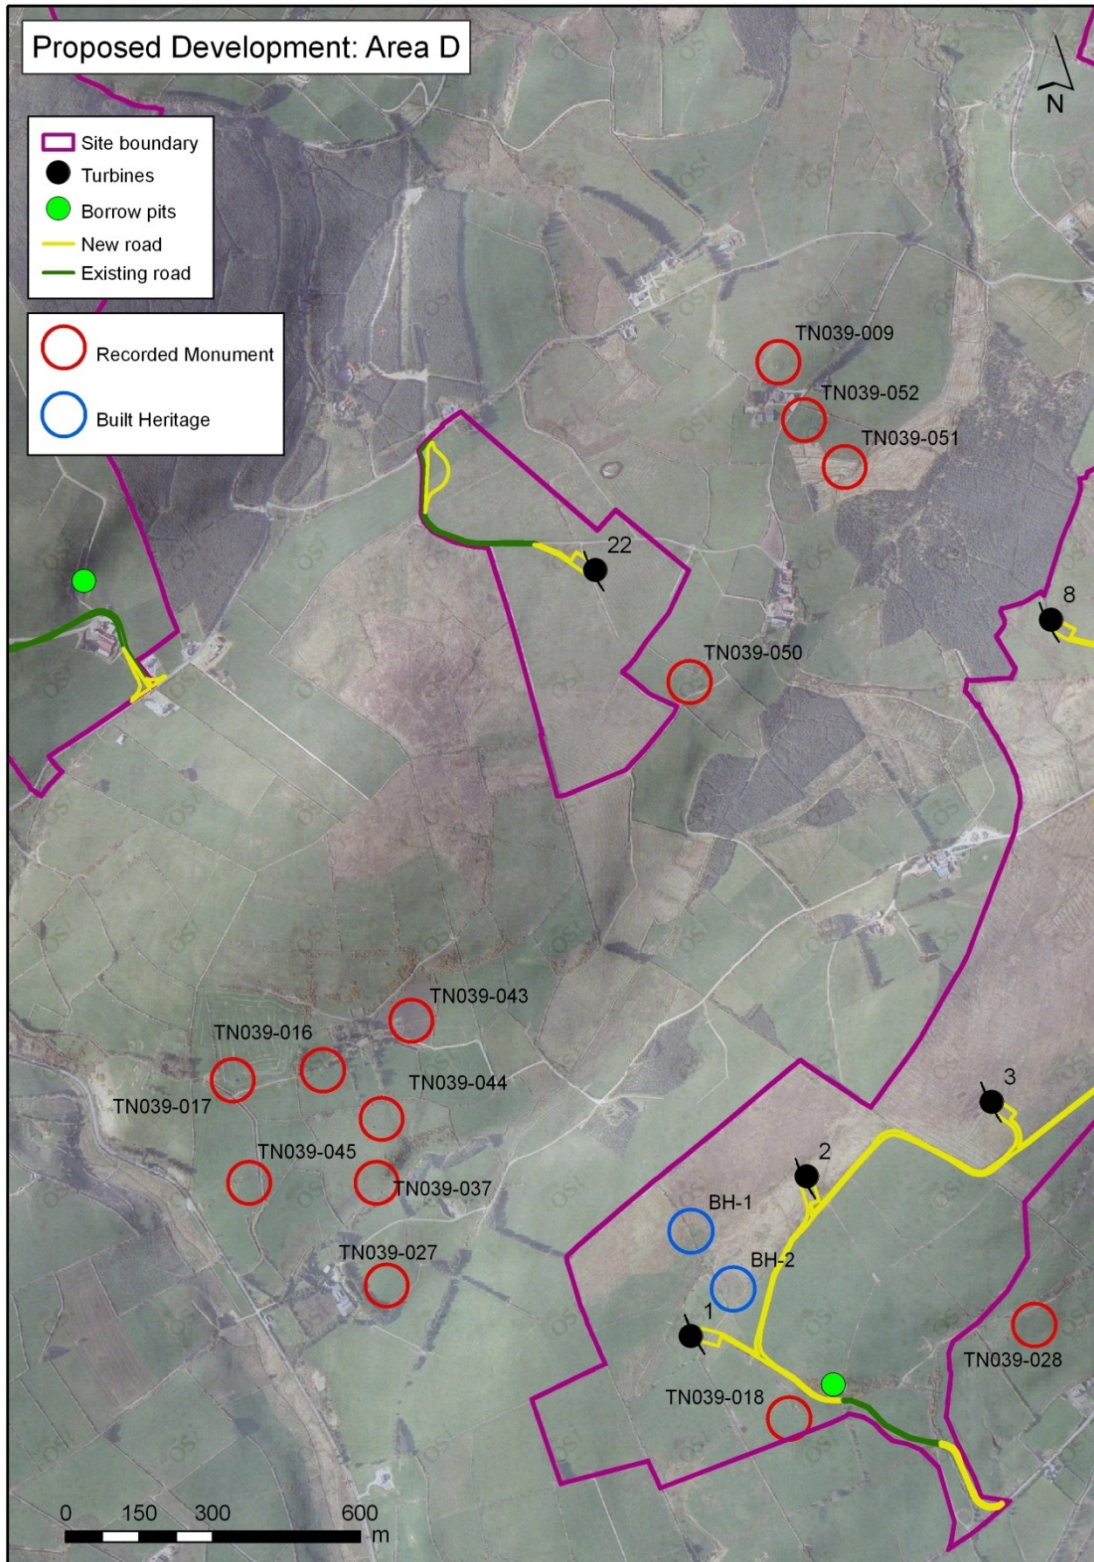 Proposed Development: Area D
N
Site boundary
Turbines
Borrow pits
New road
Existing road
Recorded Monument
Built Heritage
TN039-009
TN039-052
TN039-051
22
8
TN039-050
TN039-043
TN039-016
TN039-044
TN039-017
3
TN039-045
2
TN039-037
BH-1
TN039-027
BH-2
1
TN039-028
TN039-018
0 150 300 600
m